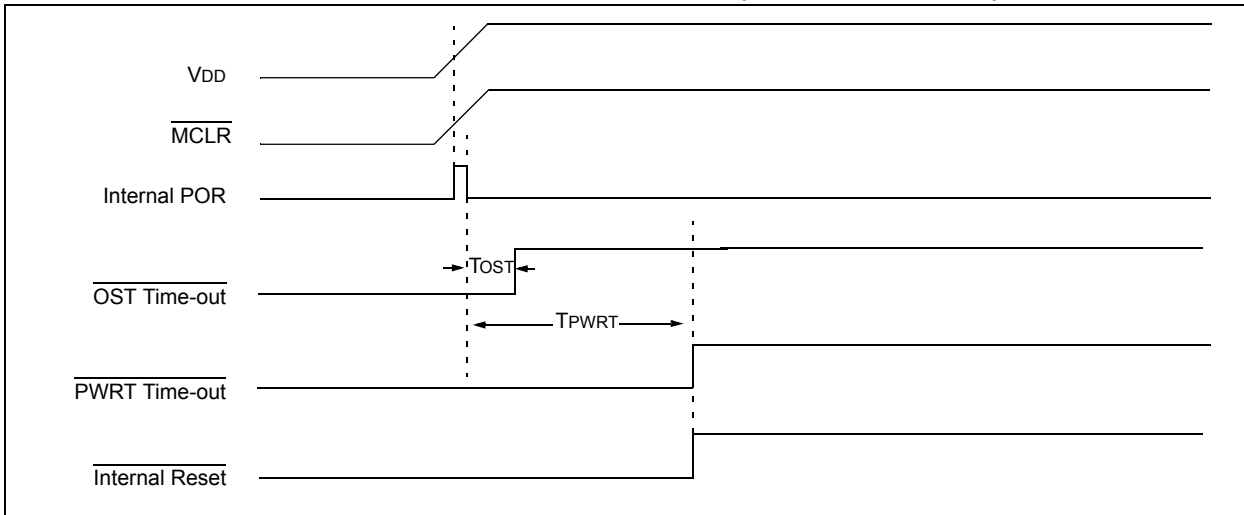 VDD
MCLR
Internal POR
TOST
OST Time-out
TPWRT
PWRT Time-out
Internal Reset